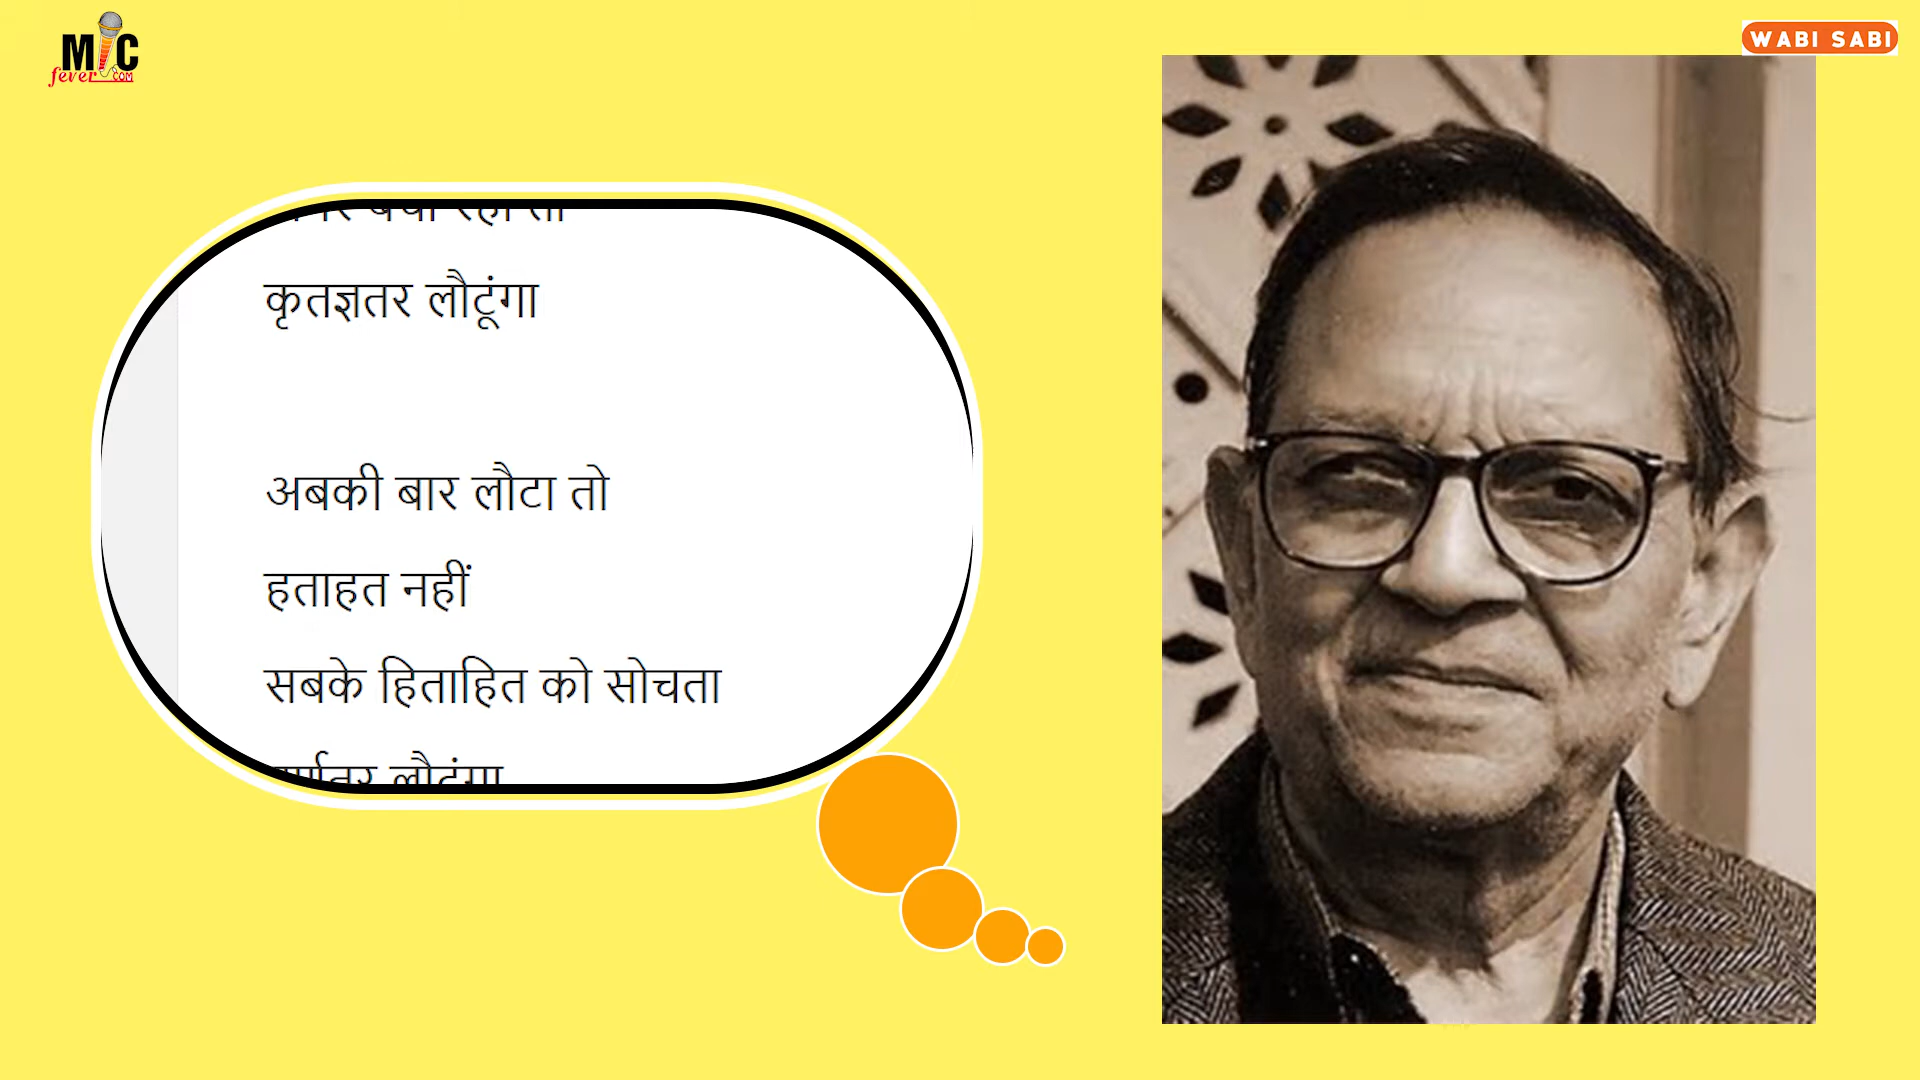 MIC
fever.com
WABI SABI
कृतज्ञतर लौटूंगा
अबकी बार लौटा तो
हताहत नहीं
सबके हिताहित को सोचता
लौटूंगा